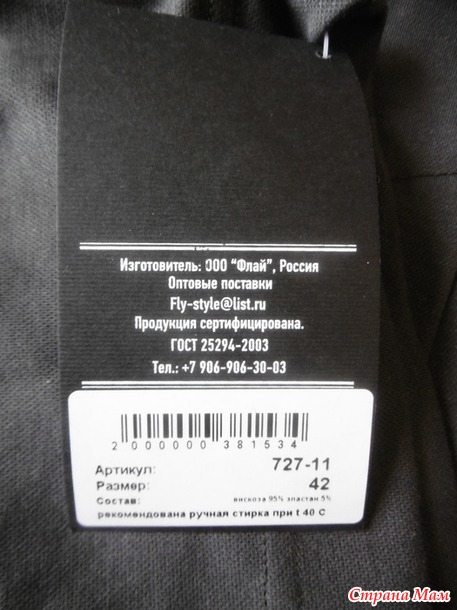 Изготовитель: ООО "Флай", Россия
Оптовые поставки
Fly-style@list.ru
Продукция сертифицирована.
ГОСТ 25294-2003
Тел.: +7 906-906-30-03
2 000000 381534
Артикул: 727-11
Размер: 42
Состав: вискоза 95% эластан 5%
рекомендована ручная стирка при t 40 С
Страна Мам